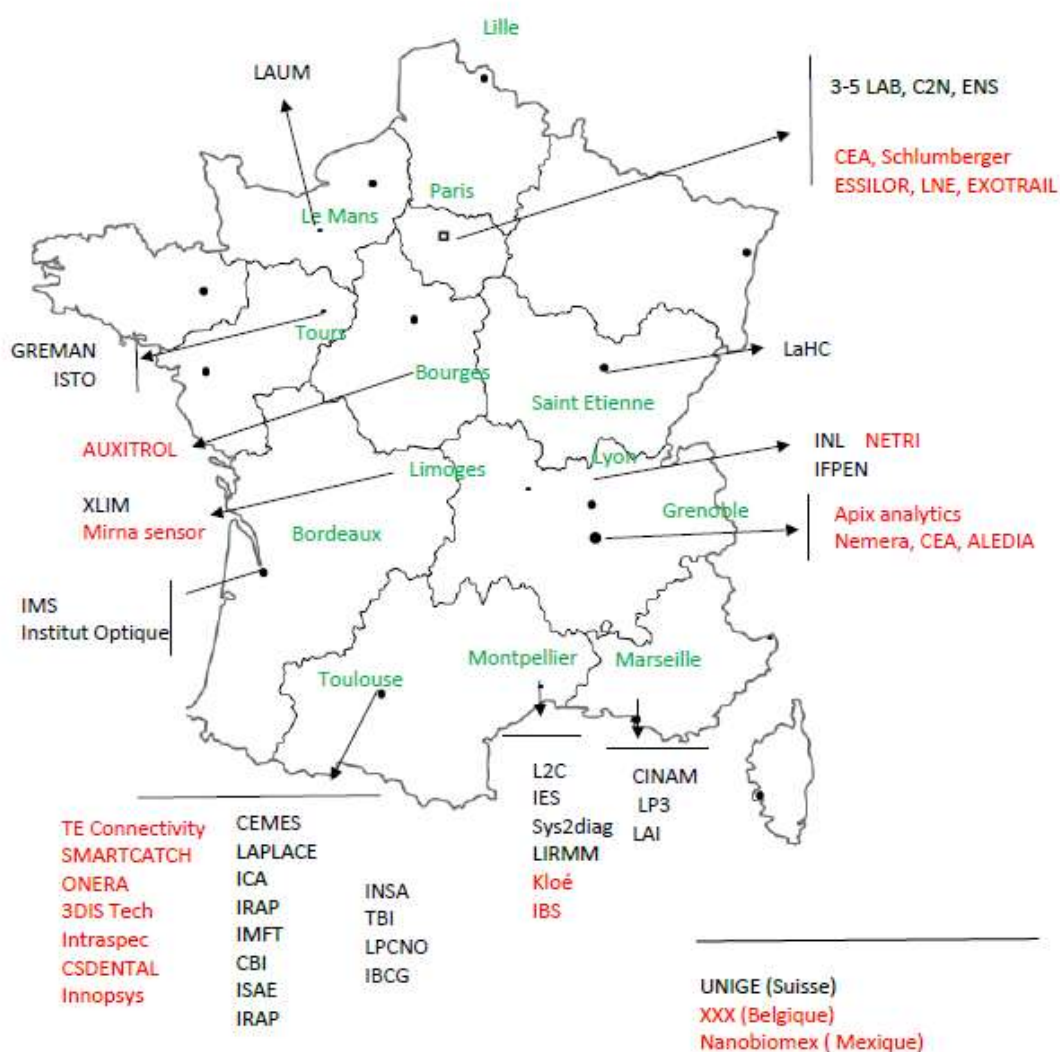 Lille
LAUM
3-5 LAB, C2N, ENS
CEA, Schlumberger
ESSILOR, LNE, EXOTRAIL
Paris
Le Mans
Tours
GREMAN
ISTO
Bourges
LaHC
Saint Etienne
AUXITROL
Limoges
Lyon
INL NETRI
IFPEN
XLIM
Mirna sensor
Bordeaux
Grenoble
Apix analytics
Nemera, CEA, ALEDIA
IMS
Institut Optique
Toulouse
Montpellier
Marseille
TE Connectivity
SMARTCATCH
ONERA
3DIS Tech
Intraspec
CSDENTAL
Innopsys
CEMES
LAPLACE
ICA
IRAP
IMFT
CBI
ISAE
IRAP
INSA
TBI
LPCNO
IBCG
L2C
IES
Sys2diag
LIRMM
Kloé
IBS
CINAM
LP3
LAI
UNIGE (Suisse)
XXX (Belgique)
Nanobiomex ( Mexique)